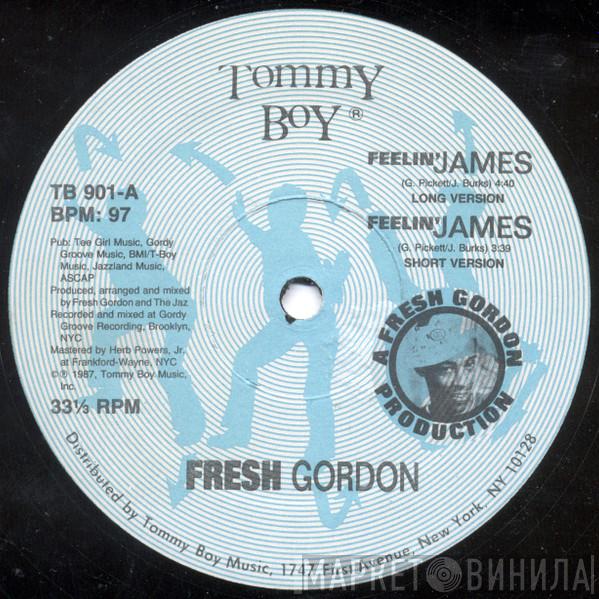 Tommy
Boy ®
TB 901-A
BPM: 97
Pub: Tee Girl Music, Gordy
Groove Music, BMI/T-Boy
Music, Jazzland Music,
ASCAP
Produced, arranged and mixed
by Fresh Gordon and The Jaz
Recorded and mixed at Gordy
Groove Recording, Brooklyn,
NYC
Mastered by Herb Powers, Jr.
at Frankford-Wayne, NYC
©℗ 1987, Tommy Boy Music,
Inc.
33⅓ RPM
FEELIN' JAMES
(G. Pickett/J. Burks) 4:40
LONG VERSION
FEELIN' JAMES
(G. Pickett/J. Burks) 3:39
SHORT VERSION
A FRESH GORDON
PRODUCTION
FRESH GORDON
Distributed by Tommy Boy Music, 1747 First Avenue, New York, NY 10128
МАРКЕТ ВИНИЛА